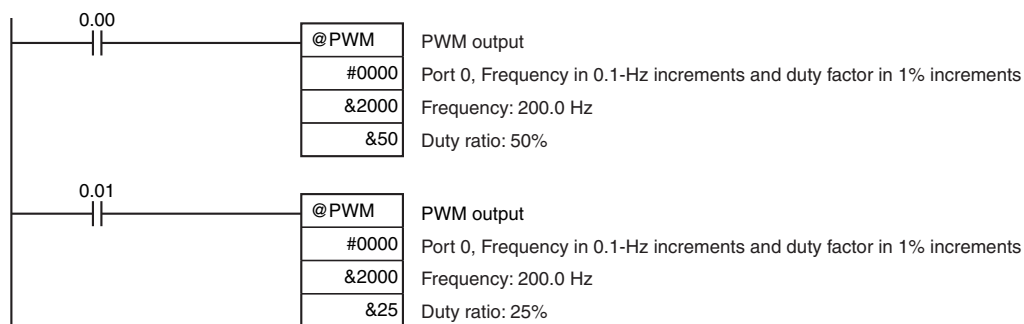 0.00
@PWM PWM output
#0000 Port 0, Frequency in 0.1-Hz increments and duty factor in 1% increments
&2000 Frequency: 200.0 Hz
&50 Duty ratio: 50%
0.01
@PWM PWM output
#0000 Port 0, Frequency in 0.1-Hz increments and duty factor in 1% increments
&2000 Frequency: 200.0 Hz
&25 Duty ratio: 25%